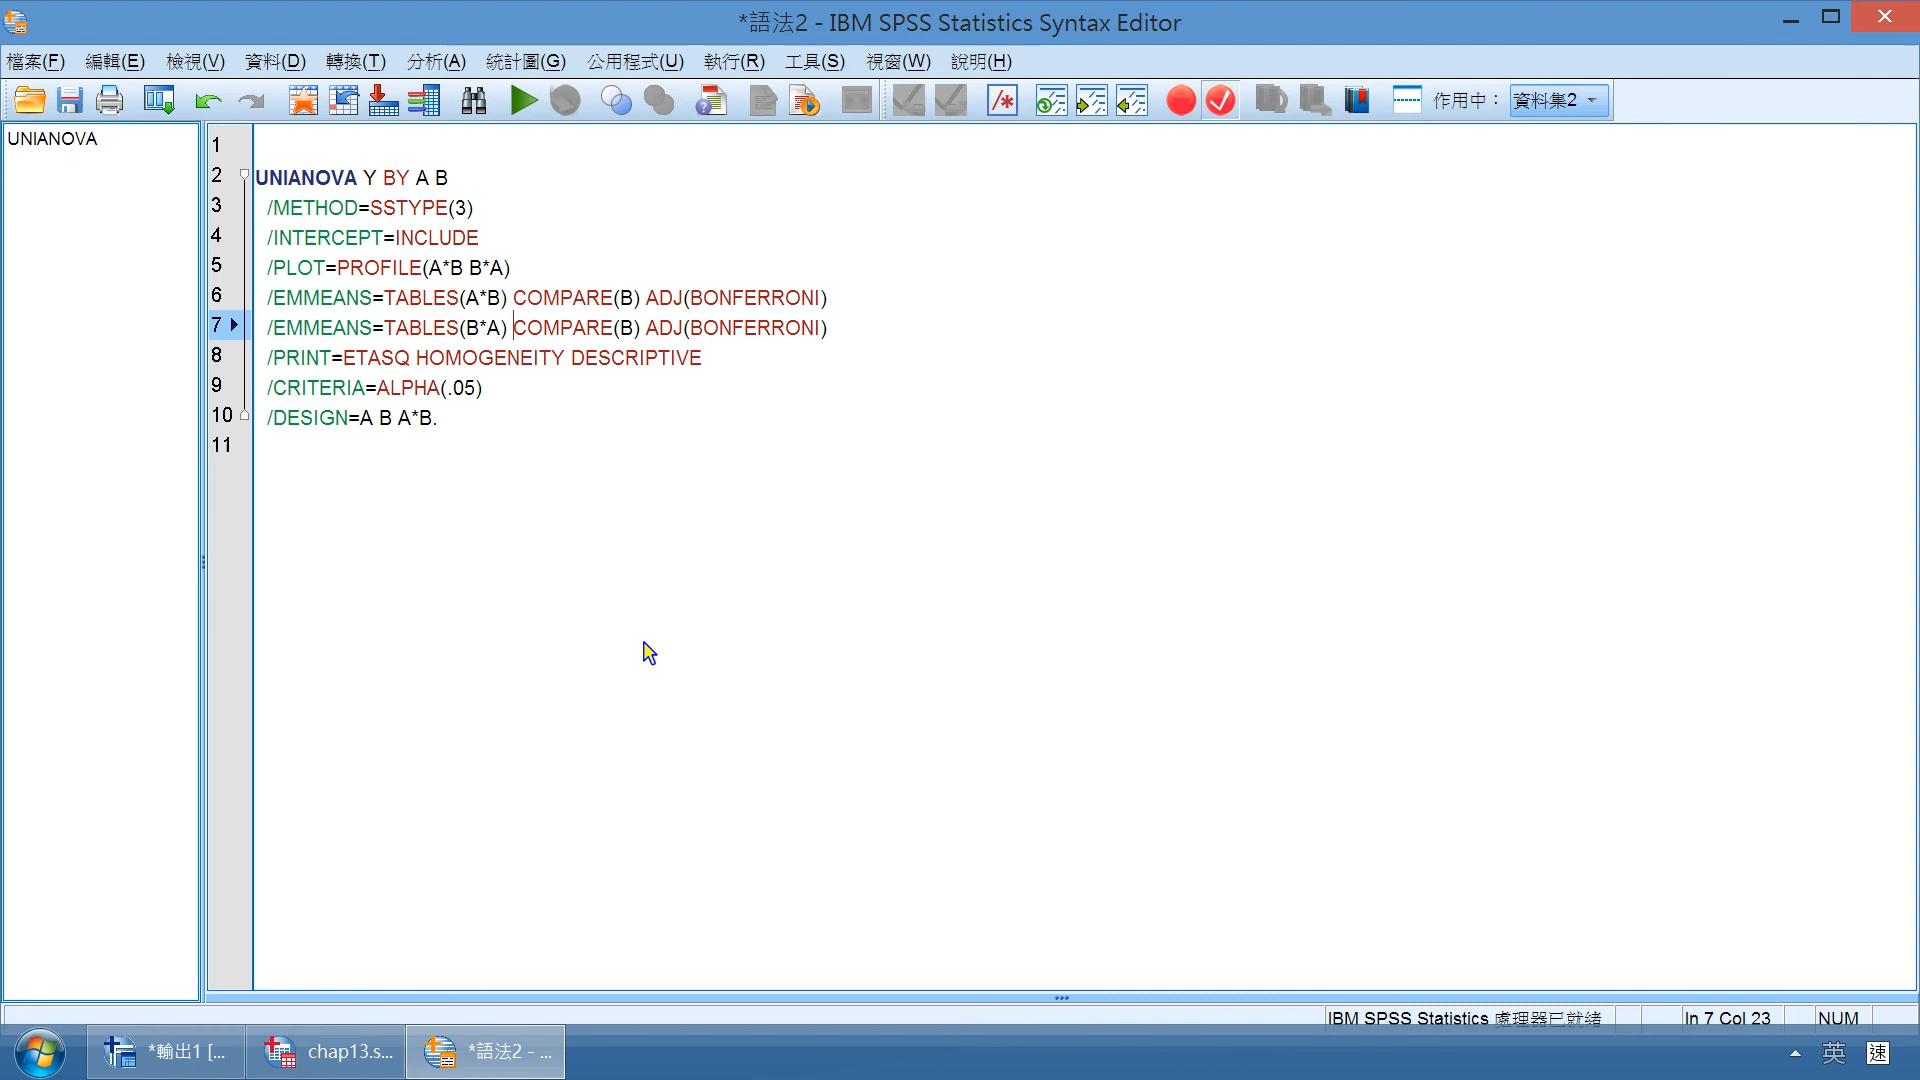 *語法2 - IBM SPSS Statistics Syntax Editor
檔案(F) 編輯(E) 檢視(V) 資料(D) 轉換(T) 分析(A) 統計圖(G) 公用程式(U) 執行(R) 工具(S) 視窗(W) 說明(H)
作用中： 資料集2
UNIANOVA
1
2 UNIANOVA Y BY A B
3 /METHOD=SSTYPE(3)
4 /INTERCEPT=INCLUDE
5 /PLOT=PROFILE(A*B B*A)
6 /EMMEANS=TABLES(A*B) COMPARE(B) ADJ(BONFERRONI)
7 /EMMEANS=TABLES(B*A) COMPARE(B) ADJ(BONFERRONI)
8 /PRINT=ETASQ HOMOGENEITY DESCRIPTIVE
9 /CRITERIA=ALPHA(.05)
10 /DESIGN=A B A*B.
11
IBM SPSS Statistics 處理器已就緒 In 7 Col 23 NUM
*輸出1 [... chap13.s... *語法2 - ... 英 速